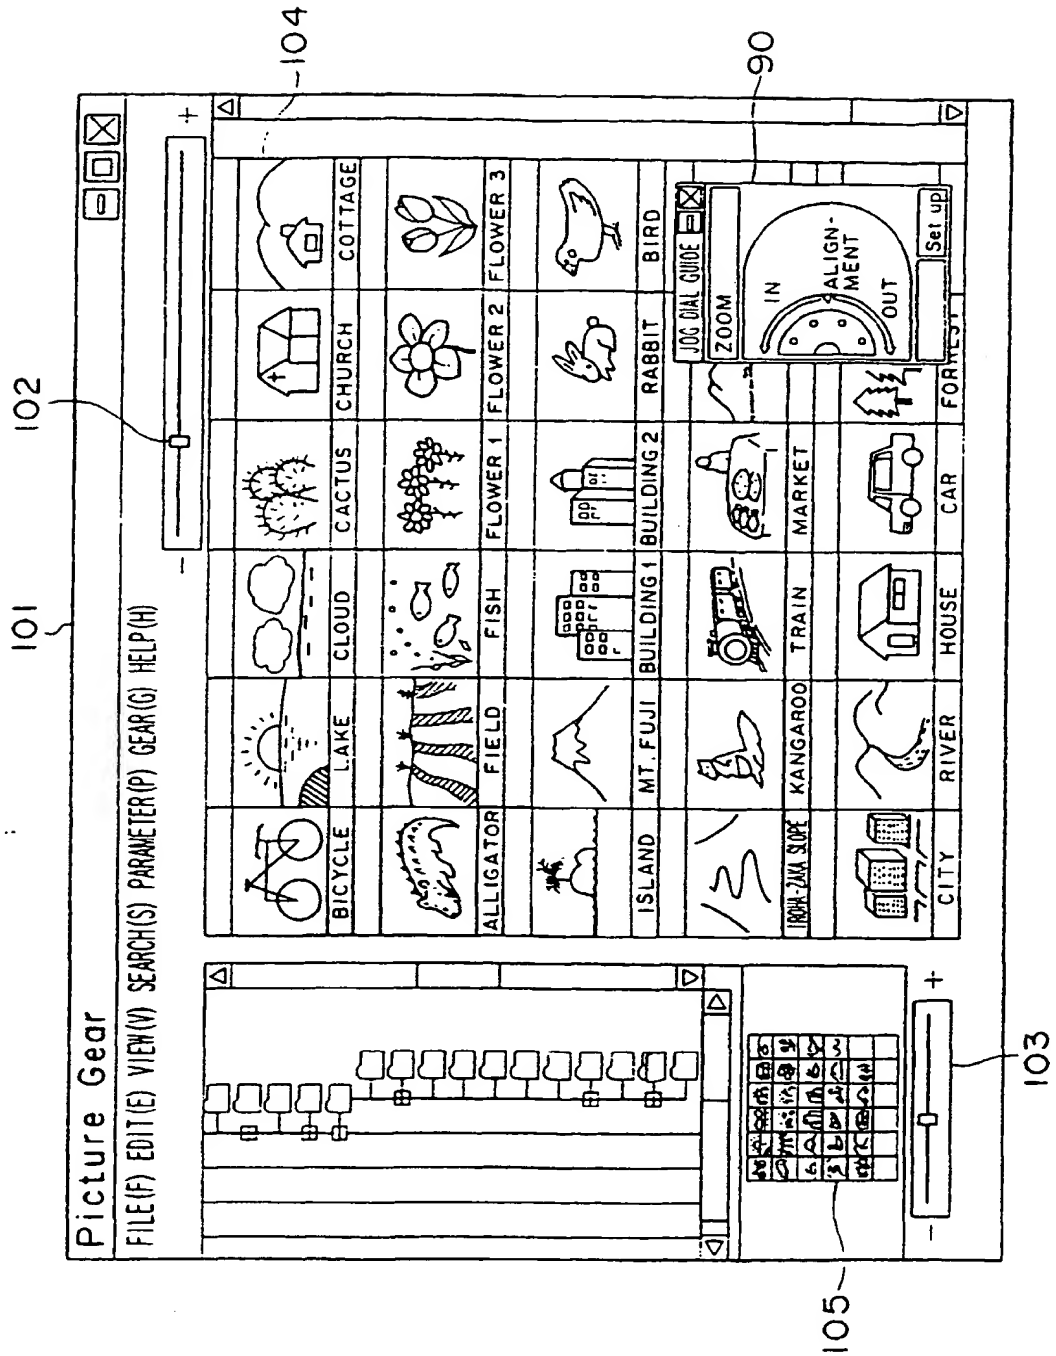 101
102
104
Picture Gear
FILE(F) EDIT(E) VIEW(V) SEARCH(S) PARAMETER(P) GEAR(G) HELP(H)
- +
BICYCLE LAKE CLOUD CACTUS CHURCH COTTAGE
ALLIGATOR FIELD FISH FLOWER 1 FLOWER 2 FLOWER 3
ISLAND MT. FUJI BUILDING 1 BUILDING 2 RABBIT BIRD
IROHA-ZAKA SLOPE KANGAROO TRAIN MARKET
CITY RIVER HOUSE CAR FORREST
JOG DIAL GUIDE
ZOOM
IN
ALIGN-
MENT
OUT
Set up
90
- +
105
103